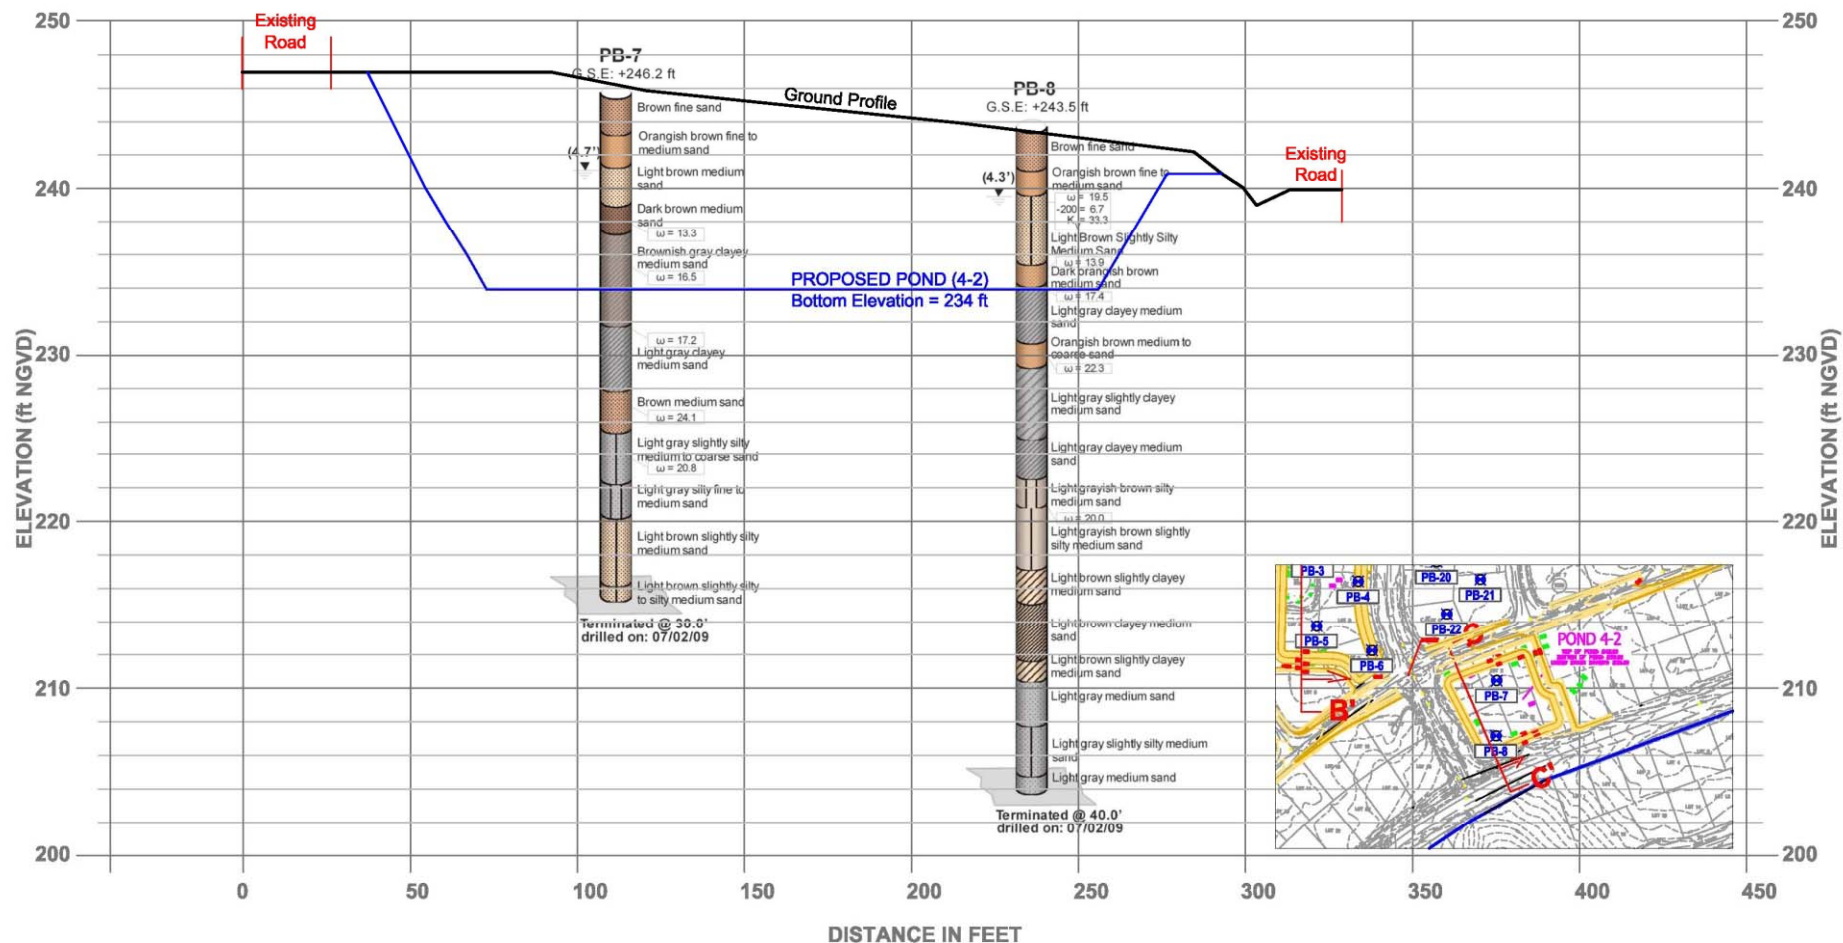 250
250
Existing
Road
PB-7
G.S.E: +246.2 ft
Ground Profile
PB-8
G.S.E: +243.5 ft
Brown fine sand
Orangish brown fine to
medium sand
(4.7')
Light brown medium
sand
Dark brown medium
sand
ω = 13.3
Brownish gray clayey
medium sand
ω = 16.5
ω = 17.2
Light gray clayey
medium sand
Brown medium sand
ω = 24.1
Light gray slightly silty
medium to coarse sand
ω = 20.8
Light gray silty fine to
medium sand
Light brown slightly silty
medium sand
Light brown slightly silty
to silty medium sand
Terminated @ 30.0'
drilled on: 07/02/09
Brown fine sand
Orangish brown fine to
medium sand
(4.3')
ω = 19.5
-200 = 6.7
K = 33.3
Light Brown Slightly Silty
Medium Sand
ω = 13.9
Dark orangish brown
medium sand
ω = 17.4
Light gray clayey medium
sand
Orangish brown medium to
coarse sand
ω = 22.3
Light gray slightly clayey
medium sand
Light gray clayey medium
sand
Light grayish brown silty
medium sand
ω = 20.0
Light grayish brown slightly
silty medium sand
Light brown slightly clayey
medium sand
Light brown clayey medium
sand
Light brown slightly clayey
medium sand
Light gray medium sand
Light gray slightly silty medium
sand
Light gray medium sand
Terminated @ 40.0'
drilled on: 07/02/09
Existing
Road
PROPOSED POND (4-2)
Bottom Elevation = 234 ft
240
240
230
230
220
220
210
210
200
200
ELEVATION (ft NGVD)
ELEVATION (ft NGVD)
PB-3
PB-4
PB-20
PB-21
PB-5
PB-22
C
POND 4-2
PB-6
PB-7
B'
PB-8
C'
0
50
100
150
200
250
300
350
400
450
DISTANCE IN FEET